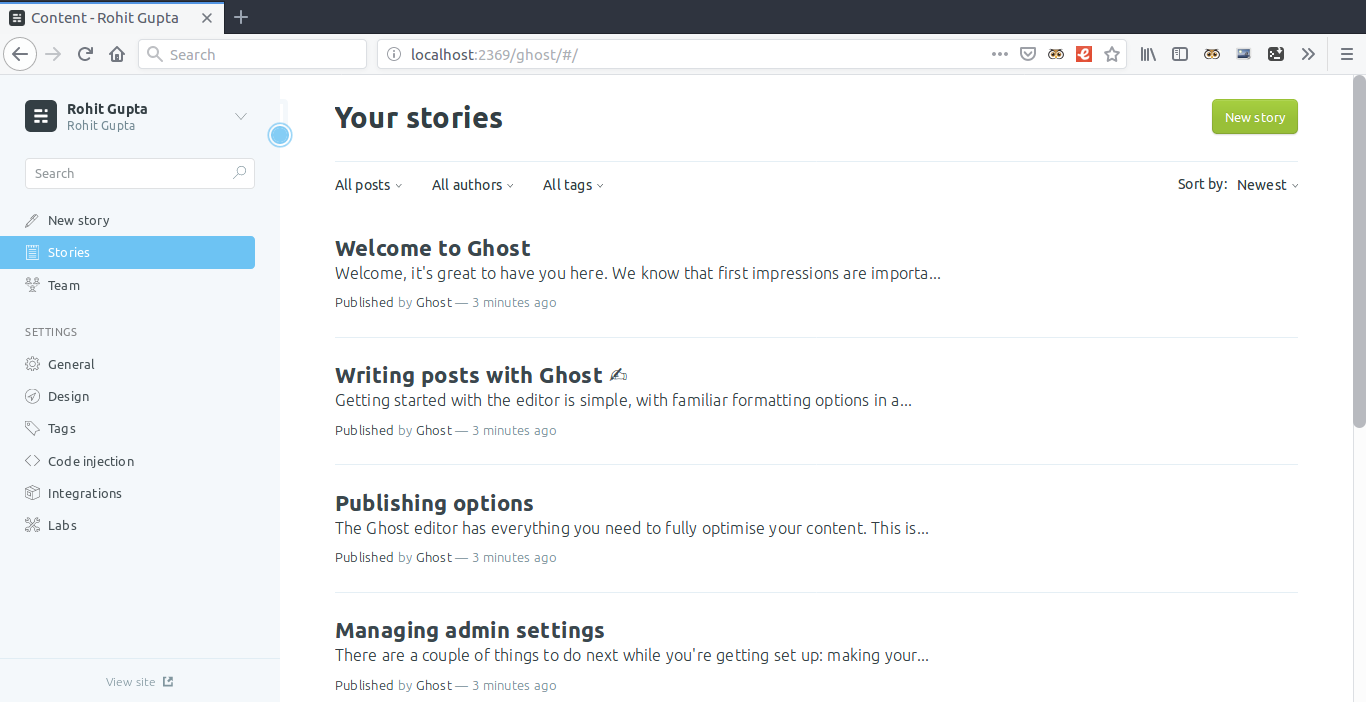 Content - Rohit Gupta
Search
localhost:2369/ghost/#/
Rohit Gupta
Rohit Gupta
Search
New story
Stories
Team
SETTINGS
General
Design
Tags
Code injection
Integrations
Labs
View site
Your stories
New story
All posts All authors All tags Sort by: Newest
Welcome to Ghost
Welcome, it's great to have you here. We know that first impressions are importa...
Published by Ghost — 3 minutes ago
Writing posts with Ghost ✍
Getting started with the editor is simple, with familiar formatting options in a...
Published by Ghost — 3 minutes ago
Publishing options
The Ghost editor has everything you need to fully optimise your content. This is...
Published by Ghost — 3 minutes ago
Managing admin settings
There are a couple of things to do next while you're getting set up: making your...
Published by Ghost — 3 minutes ago